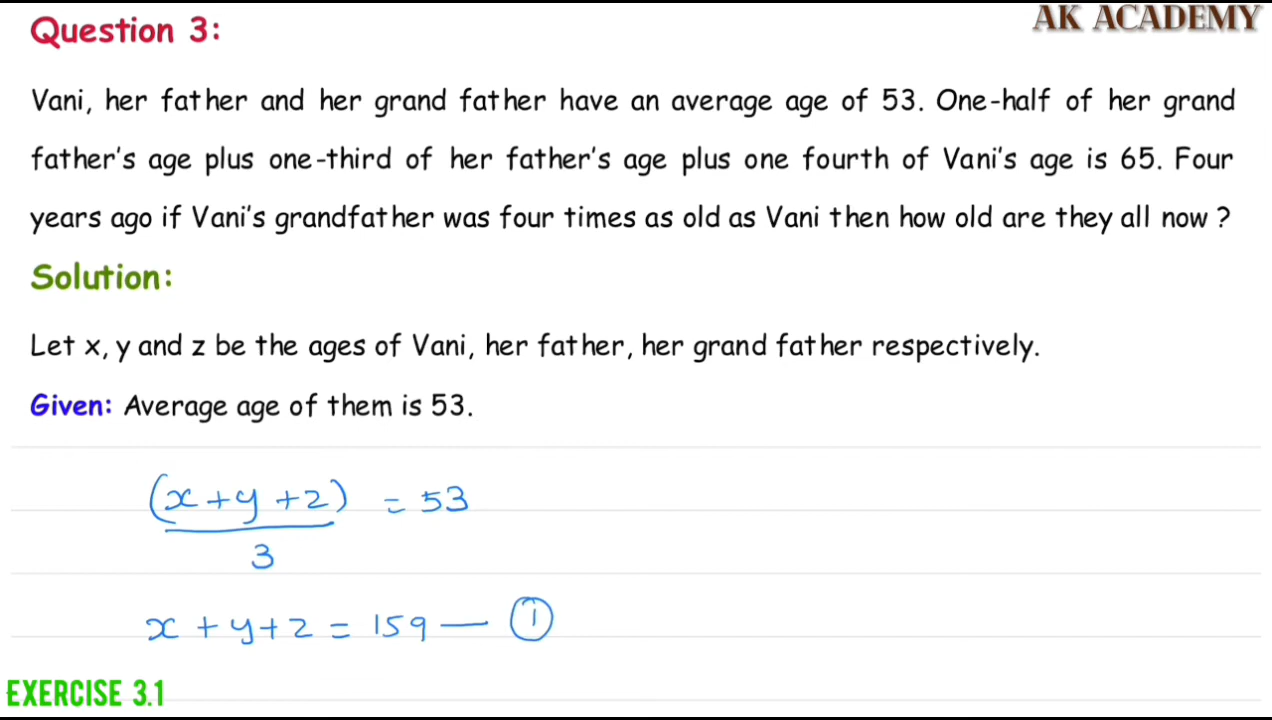 AK ACADEMY
Question 3:
Vani, her father and her grand father have an average age of 53. One-half of her grand
father's age plus one-third of her father's age plus one fourth of Vani's age is 65. Four
years ago if Vani's grandfather was four times as old as Vani then how old are they all now ?
Solution:
Let x, y and z be the ages of Vani, her father, her grand father respectively.
Given: Average age of them is 53.
(x+y+z) = 53
3
x+y+z = 159 — ①
EXERCISE 3.1